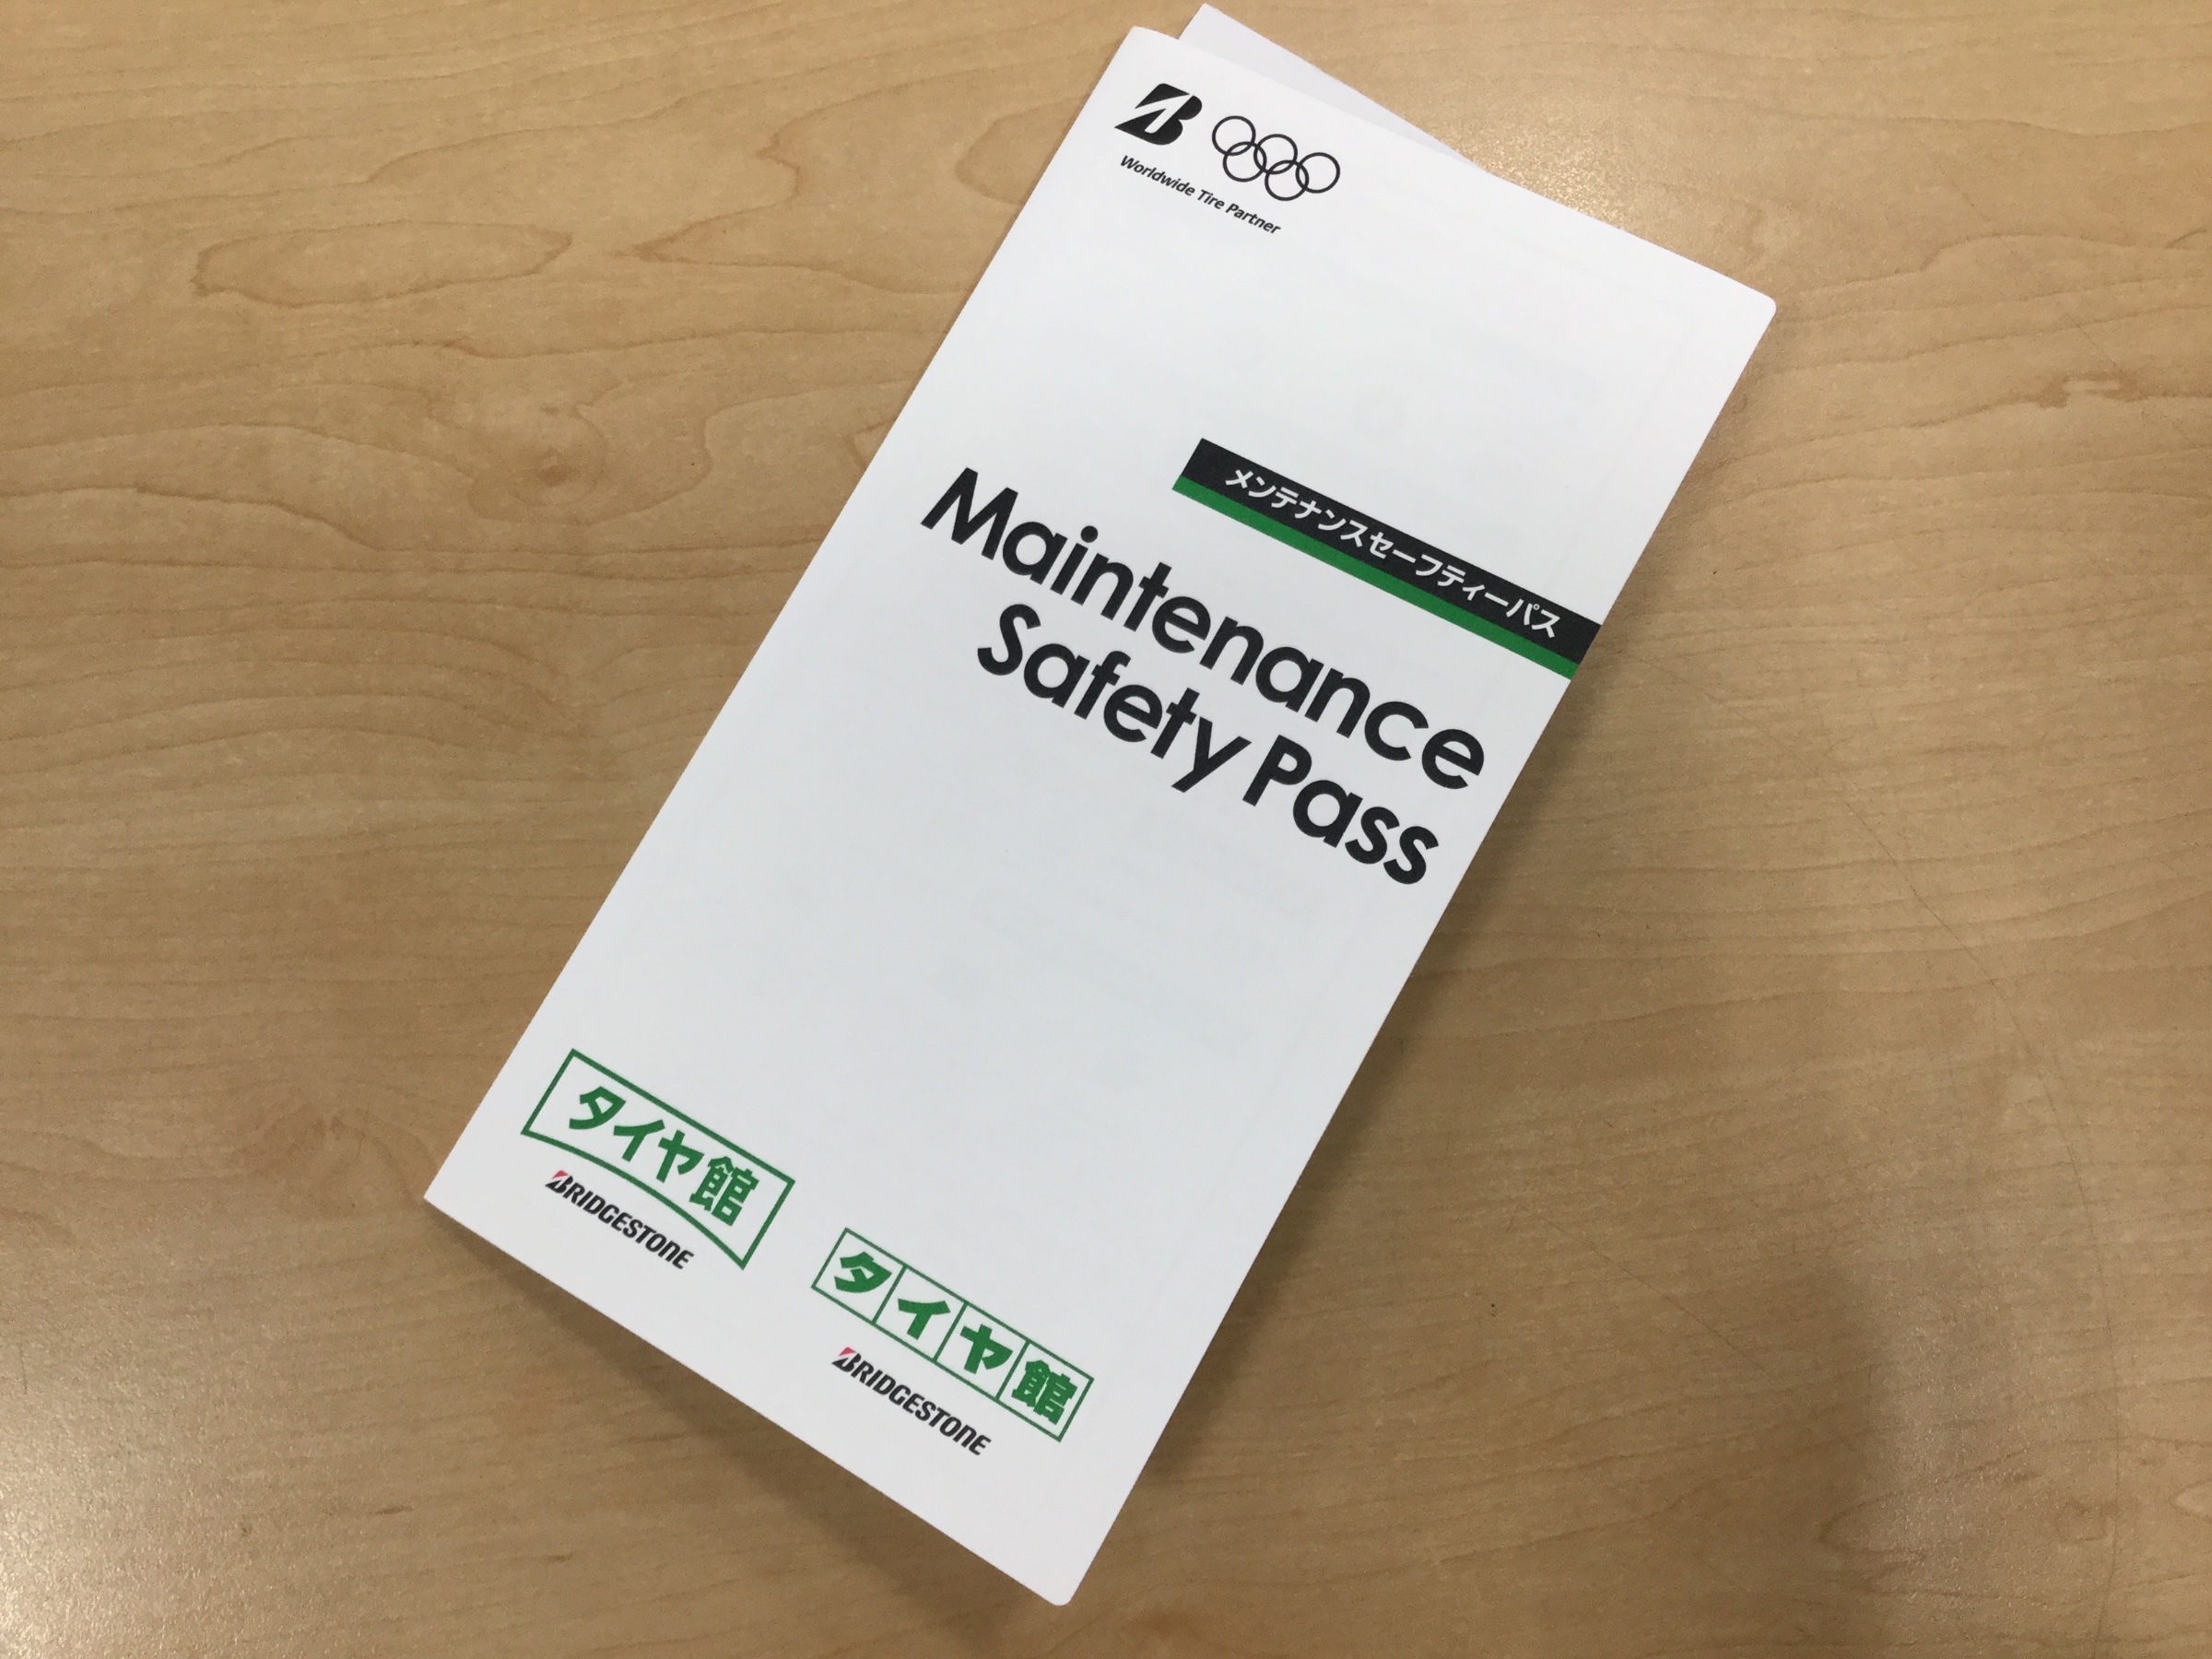 B
Worldwide Tire Partner
メンテナンスセーフティーパス
Maintenance
Safety Pass
タイヤ館
BRIDGESTONE
タイヤ館
BRIDGESTONE